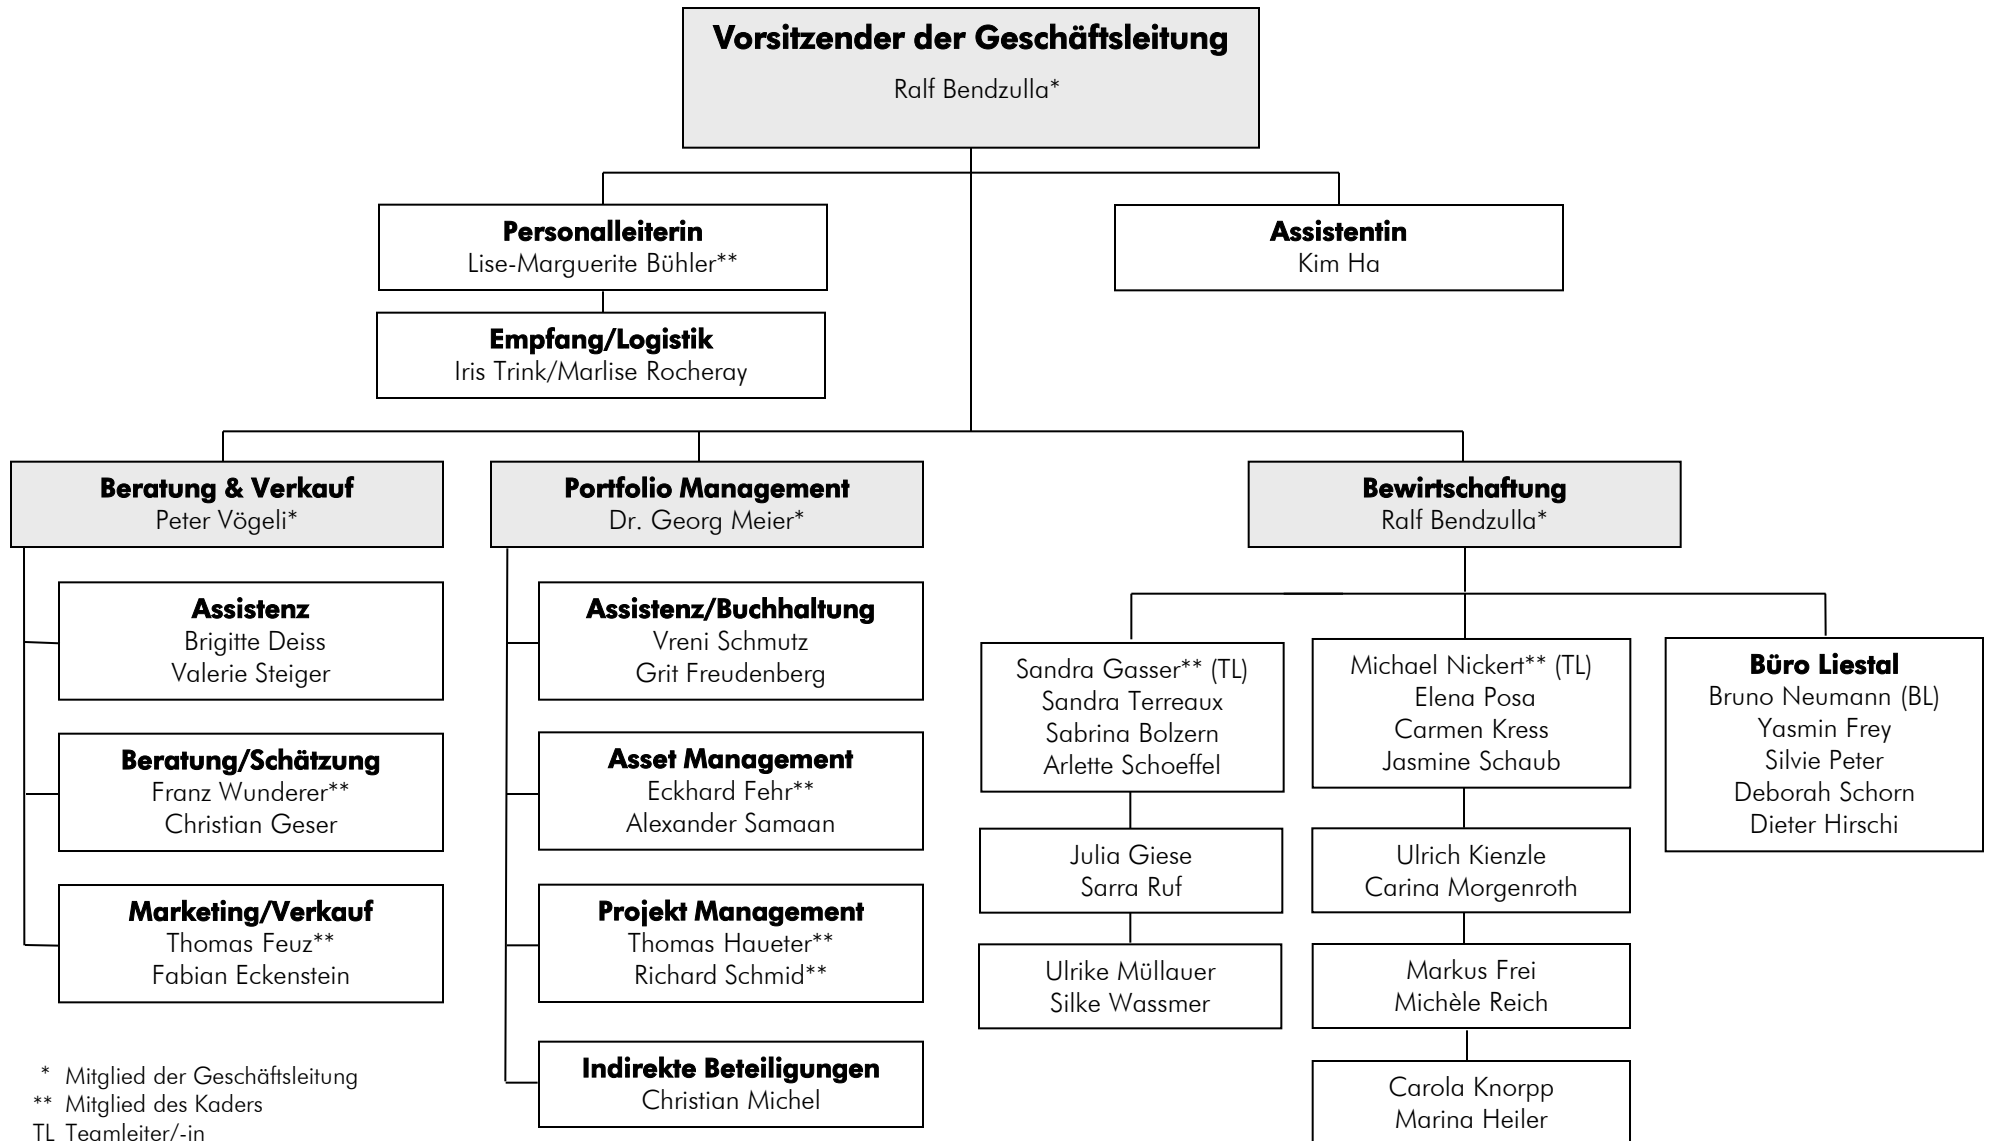 Vorsitzender der Geschäftsleitung
Ralf Bendzulla*
Personalleiterin
Lise-Marguerite Bühler**
Assistentin
Kim Ha
Empfang/Logistik
Iris Trink/Marlise Rocheray
Beratung & Verkauf
Peter Vögeli*
Assistenz
Brigitte Deiss
Valerie Steiger
Beratung/Schätzung
Franz Wunderer**
Christian Geser
Marketing/Verkauf
Thomas Feuz**
Fabian Eckenstein
Portfolio Management
Dr. Georg Meier*
Assistenz/Buchhaltung
Vreni Schmutz
Grit Freudenberg
Asset Management
Eckhard Fehr**
Alexander Samaan
Projekt Management
Thomas Haueter**
Richard Schmid**
Indirekte Beteiligungen
Christian Michel
Bewirtschaftung
Ralf Bendzulla*
Sandra Gasser** (TL)
Sandra Terreaux
Sabrina Bolzern
Arlette Schoeffel
Julia Giese
Sarra Ruf
Ulrike Müllauer
Silke Wassmer
Michael Nickert** (TL)
Elena Posa
Carmen Kress
Jasmine Schaub
Ulrich Kienzle
Carina Morgenroth
Markus Frei
Michèle Reich
Carola Knorpp
Marina Heiler
Büro Liestal
Bruno Neumann (BL)
Yasmin Frey
Silvie Peter
Deborah Schorn
Dieter Hirschi
* Mitglied der Geschäftsleitung
** Mitglied des Kaders
TL Teamleiter/-in